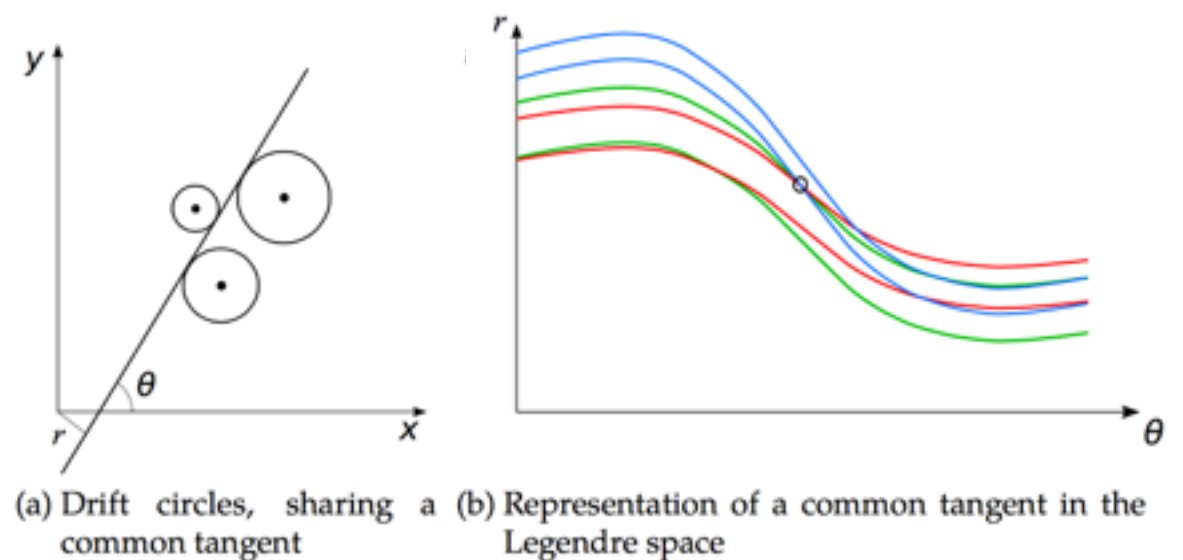 y
θ
r
x
r
θ
(a) Drift circles, sharing a
common tangent
(b) Representation of a common tangent in the
Legendre space